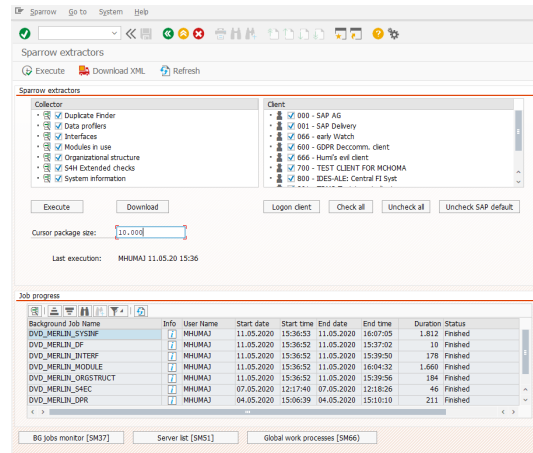 Sparrow Go to System Help
Sparrow extractors
Execute Download XML Refresh
Sparrow extractors
Collector
Duplicate Finder
Data profilers
Interfaces
Modules in use
Organizational structure
S4H Extended checks
System information
Client
000 - SAP AG
001 - SAP Delivery
066 - early Watch
600 - GDPR Deccomm. client
666 - Humi's evil client
700 - TEST CLIENT FOR MCHOMA
800 - IDES-ALE: Central FI Syst
Execute Download Logon client Check all Uncheck all Uncheck SAP default
Cursor package size: 10.000
Last execution: MHUMAJ 11.05.20 15:36
Job progress
Background Job Name Info User Name Start date Start time End date End time Duration Status
DVD_MERLIN_SYSINF MHUMAJ 11.05.2020 15:36:53 11.05.2020 16:07:05 1.812 Finished
DVD_MERLIN_DF MHUMAJ 11.05.2020 15:36:52 11.05.2020 15:37:02 10 Finished
DVD_MERLIN_INTERF MHUMAJ 11.05.2020 15:36:52 11.05.2020 15:39:50 178 Finished
DVD_MERLIN_MODULE MHUMAJ 11.05.2020 15:36:52 11.05.2020 16:04:32 1.660 Finished
DVD_MERLIN_ORGSTRUCT MHUMAJ 11.05.2020 15:36:52 11.05.2020 15:39:56 184 Finished
DVD_MERLIN_S4EC MHUMAJ 07.05.2020 12:17:40 07.05.2020 12:18:26 46 Finished
DVD_MERLIN_DPR MHUMAJ 04.05.2020 15:06:39 04.05.2020 15:10:10 211 Finished
BG jobs monitor [SM37] Server list [SM51] Global work processes [SM66]